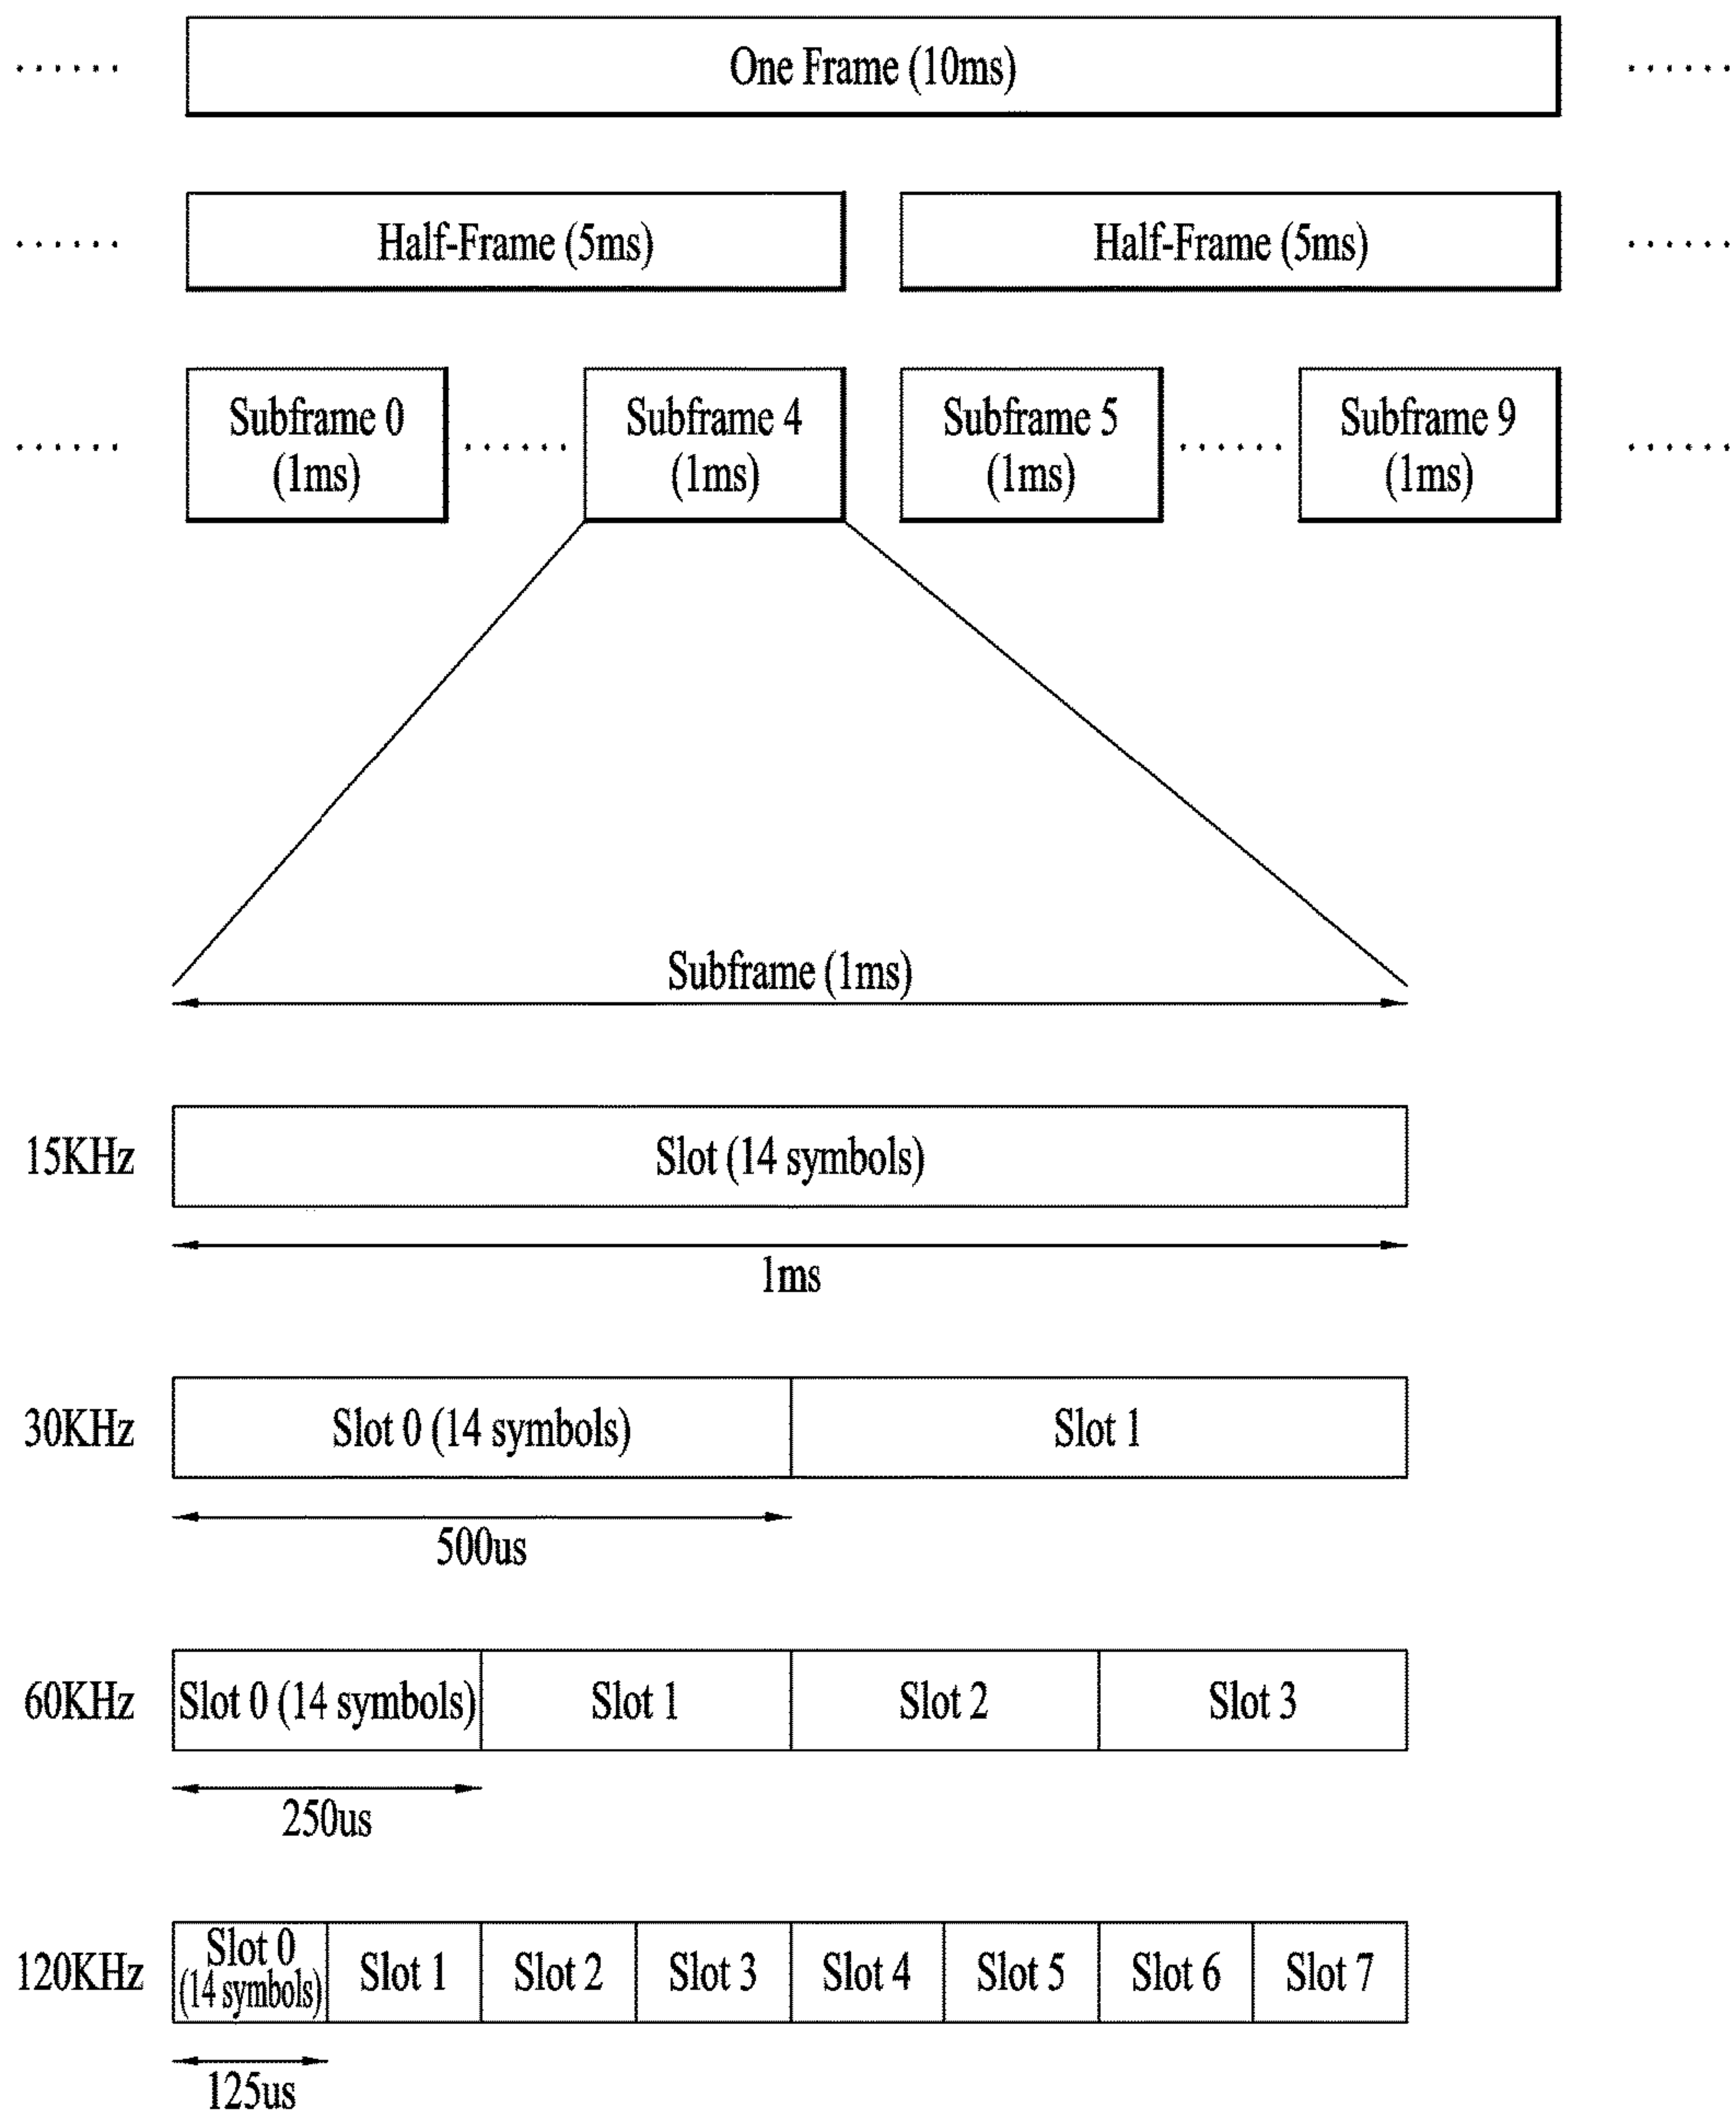 One Frame (10ms)
Half-Frame (5ms)
Half-Frame (5ms)
Subframe 0
(1ms)
Subframe 4
(1ms)
Subframe 5
(1ms)
Subframe 9
(1ms)
Subframe (1ms)
15KHz
Slot (14 symbols)
1ms
30KHz
Slot 0 (14 symbols)
Slot 1
500us
60KHz
Slot 0 (14 symbols)
Slot 1
Slot 2
Slot 3
250us
120KHz
Slot 0
(14 symbols)
Slot 1
Slot 2
Slot 3
Slot 4
Slot 5
Slot 6
Slot 7
125us